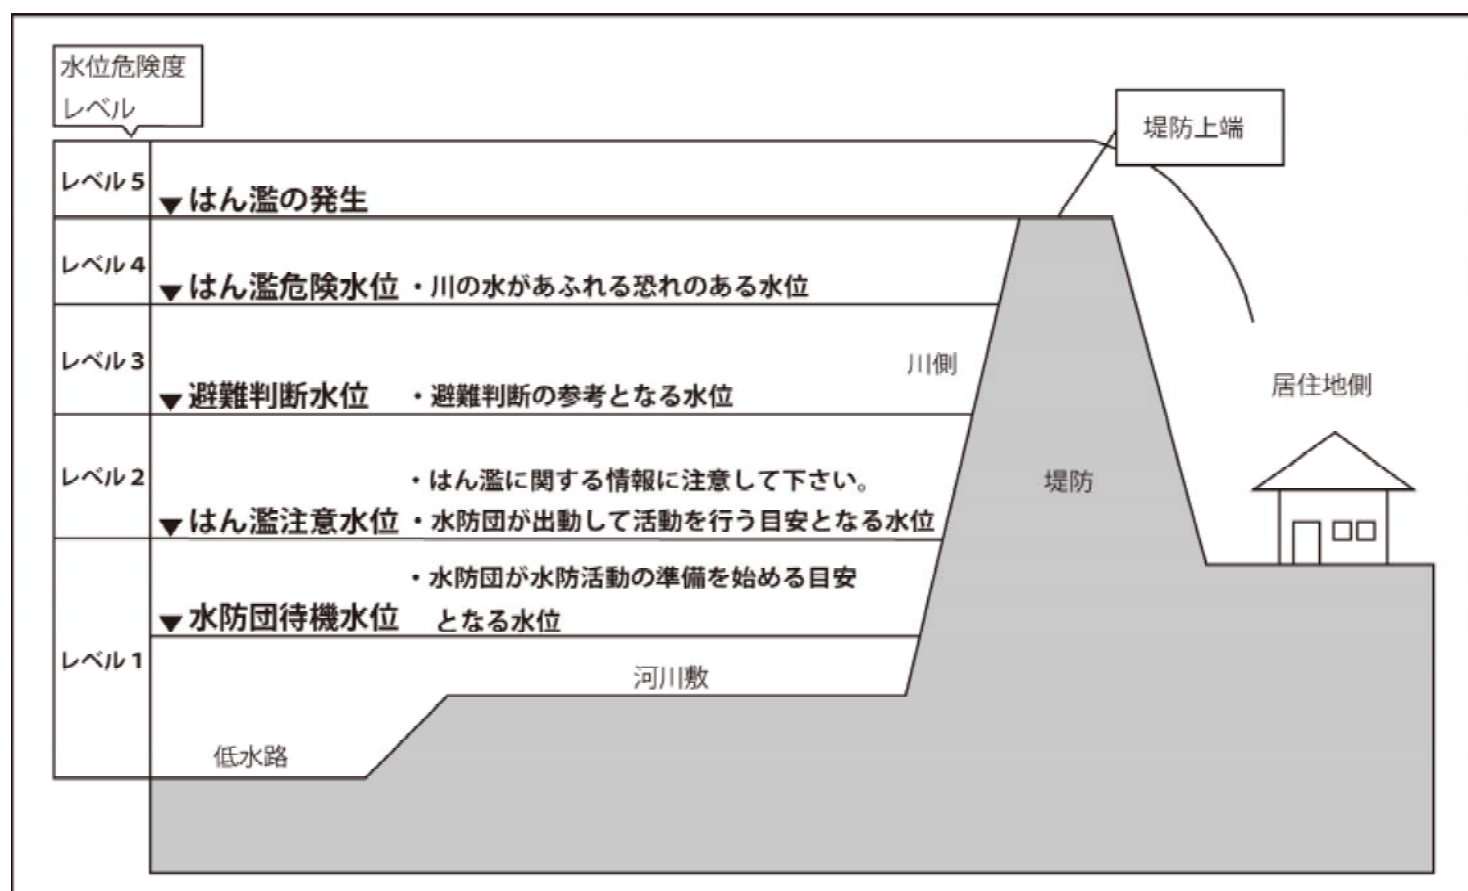 水位危険度
レベル
堤防上端
レベル5
▼はん濫の発生
レベル4
▼はん濫危険水位 ・川の水があふれる恐れのある水位
レベル3
川側
▼避難判断水位 ・避難判断の参考となる水位
居住地側
レベル2
・はん濫に関する情報に注意して下さい。
▼はん濫注意水位 ・水防団が出動して活動を行う目安となる水位
堤防
・水防団が水防活動の準備を始める目安
▼水防団待機水位 となる水位
レベル1
河川敷
低水路